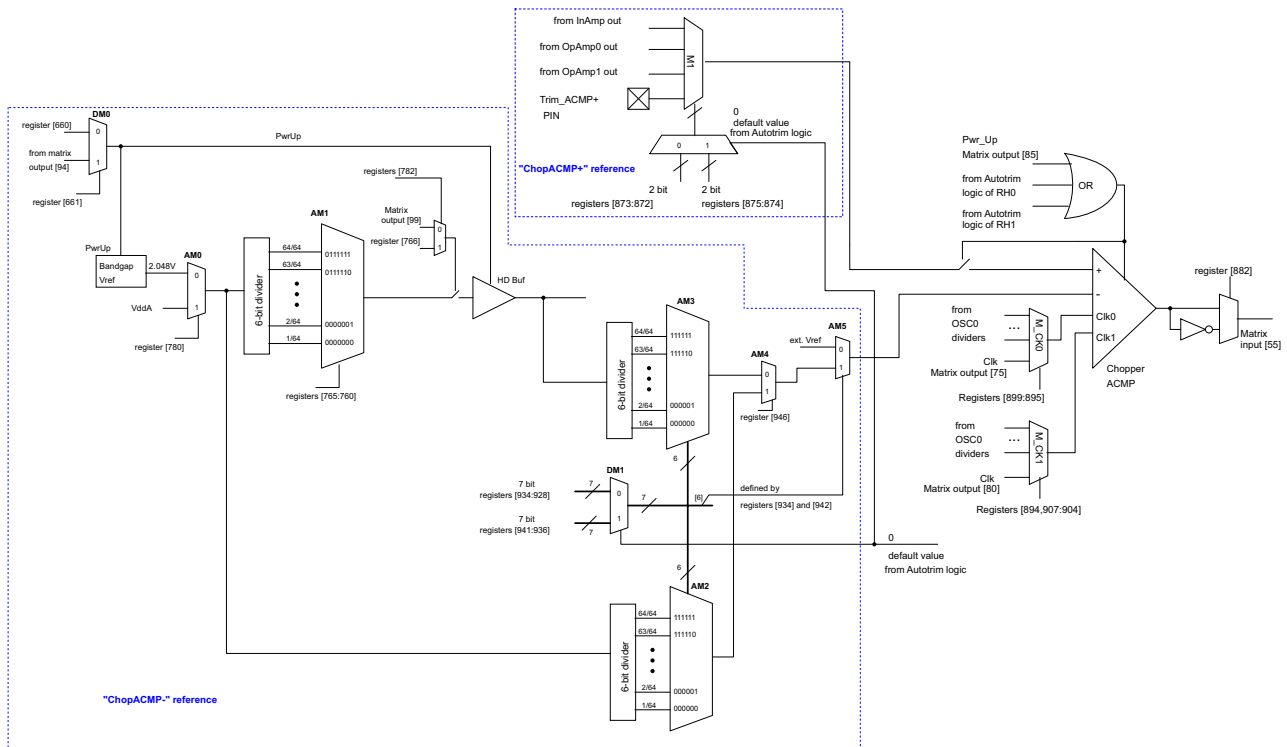 from InAmp out
from OpAmp0 out
from OpAmp1 out
Trim_ACMP+
PIN
M1
0
default value
from Autotrim logic
0
1
"ChopACMP+" reference
2 bit
2 bit
registers [873:872]
registers [875:874]
DM0
register [660]
0
from matrix
output [94]
1
register[661]
PwrUp
registers [782]
Matrix
output [99]
0
register [766]
1
PwrUp
Bandgap
Vref
2.048V
AM0
0
VddA
1
register [780]
AM1
6-bit divider
64/64
0111111
63/64
0111110
2/64
0000001
1/64
0000000
registers [765:760]
HD Buf
AM3
6-bit divider
64/64
111111
63/64
111110
2/64
000001
1/64
000000
6
AM4
0
1
register [946]
AM5
ext. Vref
0
1
DM1
7 bit
registers [934:928]
7
0
7 bit
registers [941:936]
7
1
7
[6]
defined by
registers [934] and [942]
0
default value
from Autotrim logic
6
AM2
6-bit divider
64/64
111111
63/64
111110
2/64
000001
1/64
000000
"ChopACMP-" reference
Pwr_Up
Matrix output [85]
from Autotrim
logic of RH0
from Autotrim
logic of RH1
OR
+
-
Clk0
Clk1
Chopper
ACMP
register [882]
Matrix
input [55]
from
OSC0
dividers
...
M_CK0
Clk
Matrix output [75]
Registers [899:895]
from
OSC0
dividers
...
M_CK1
Clk
Matrix output [80]
Registers [894,907:904]